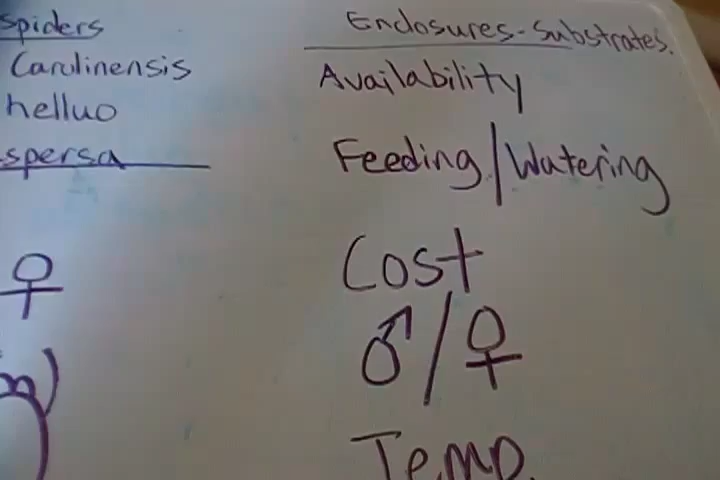 Spiders
Carolinensis
helluo
spersa
♀
Enclosures-Substrates.
Availability
Feeding/Watering
Cost
♂/♀
Temp.